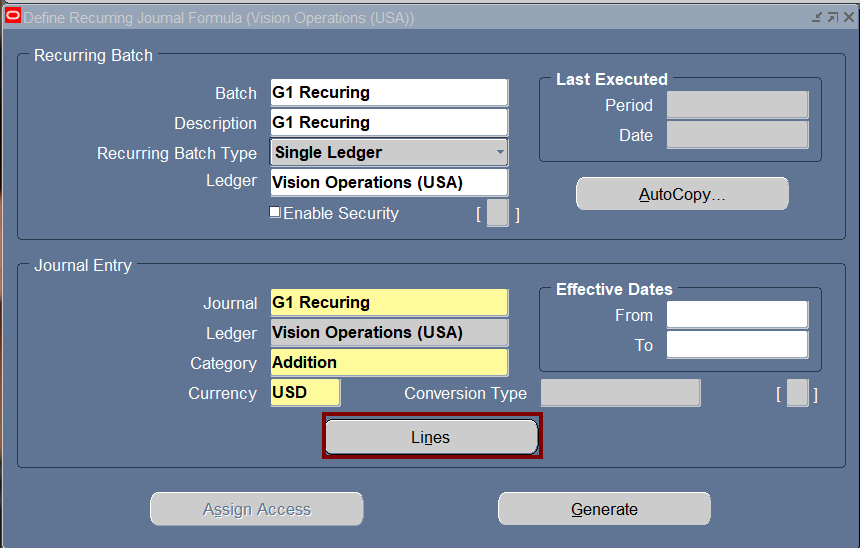 Define Recurring Journal Formula (Vision Operations (USA))
Recurring Batch
Batch G1 Recuring
Description G1 Recuring
Recurring Batch Type Single Ledger
Ledger Vision Operations (USA)
Enable Security [ ]
Last Executed
Period
Date
AutoCopy...
Journal Entry
Journal G1 Recuring
Ledger Vision Operations (USA)
Category Addition
Currency USD
Conversion Type [ ]
Effective Dates
From
To
Lines
Assign Access
Generate